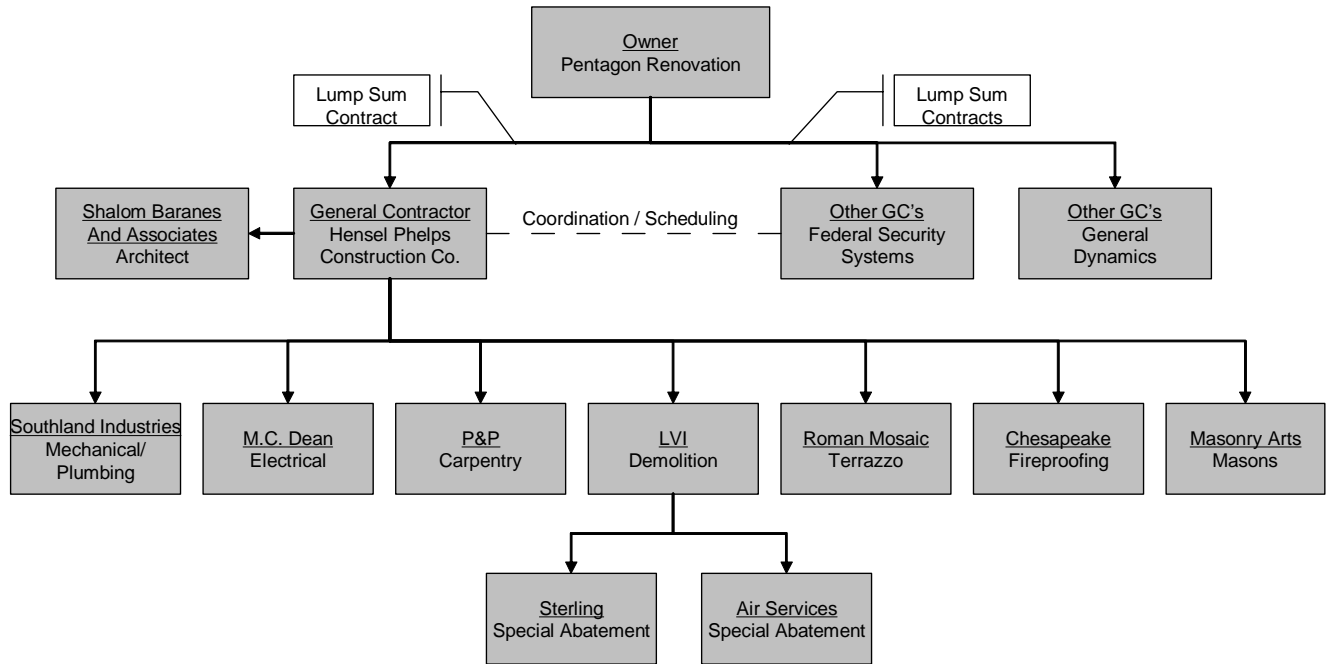 Owner
Pentagon Renovation
Lump Sum
Contract
Lump Sum
Contracts
Shalom Baranes
And Associates
Architect
General Contractor
Hensel Phelps
Construction Co.
Coordination / Scheduling
Other GC's
Federal Security
Systems
Other GC's
General
Dynamics
Southland Industries
Mechanical/
Plumbing
M.C. Dean
Electrical
P&P
Carpentry
LVI
Demolition
Roman Mosaic
Terrazzo
Chesapeake
Fireproofing
Masonry Arts
Masons
Sterling
Special Abatement
Air Services
Special Abatement